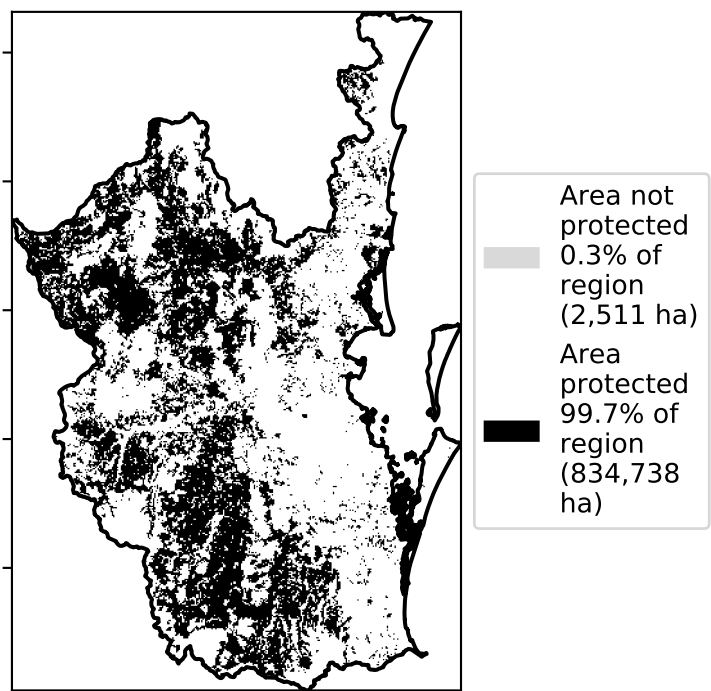 Area not
protected
0.3% of
region
(2,511 ha)
Area
protected
99.7% of
region
(834,738
ha)